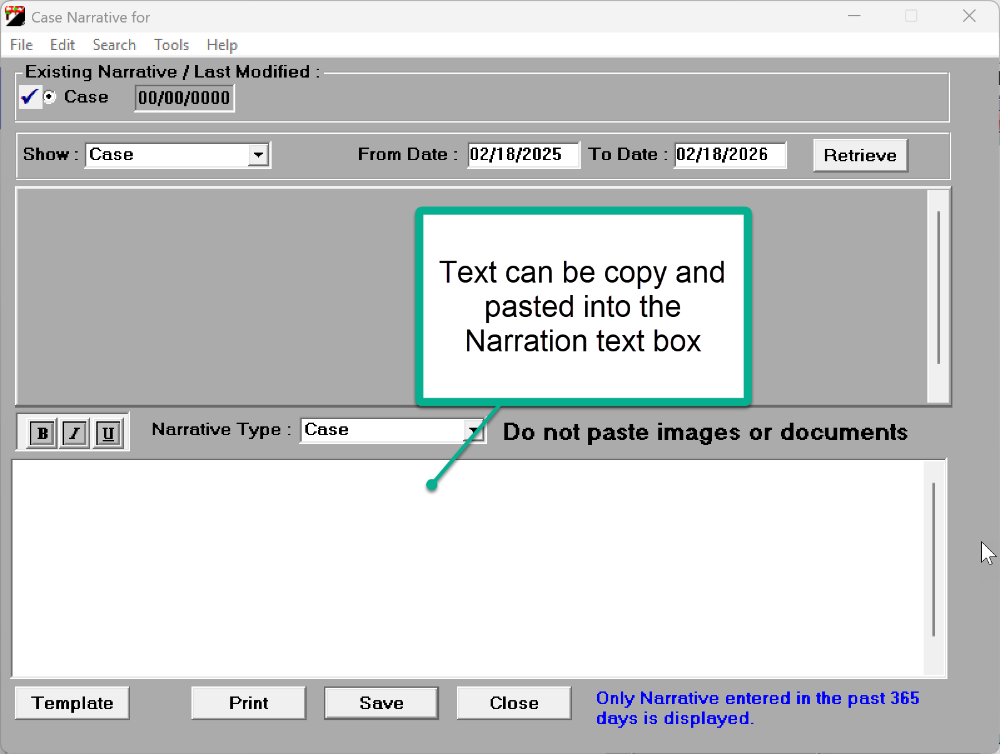 Case Narrative for
File Edit Search Tools Help
Existing Narrative / Last Modified :
Case 00/00/0000
Show : Case From Date : 02/18/2025 To Date : 02/18/2026 Retrieve
Text can be copy and
pasted into the
Narration text box
B I U Narrative Type : Case Do not paste images or documents
Template Print Save Close
Only Narrative entered in the past 365
days is displayed.